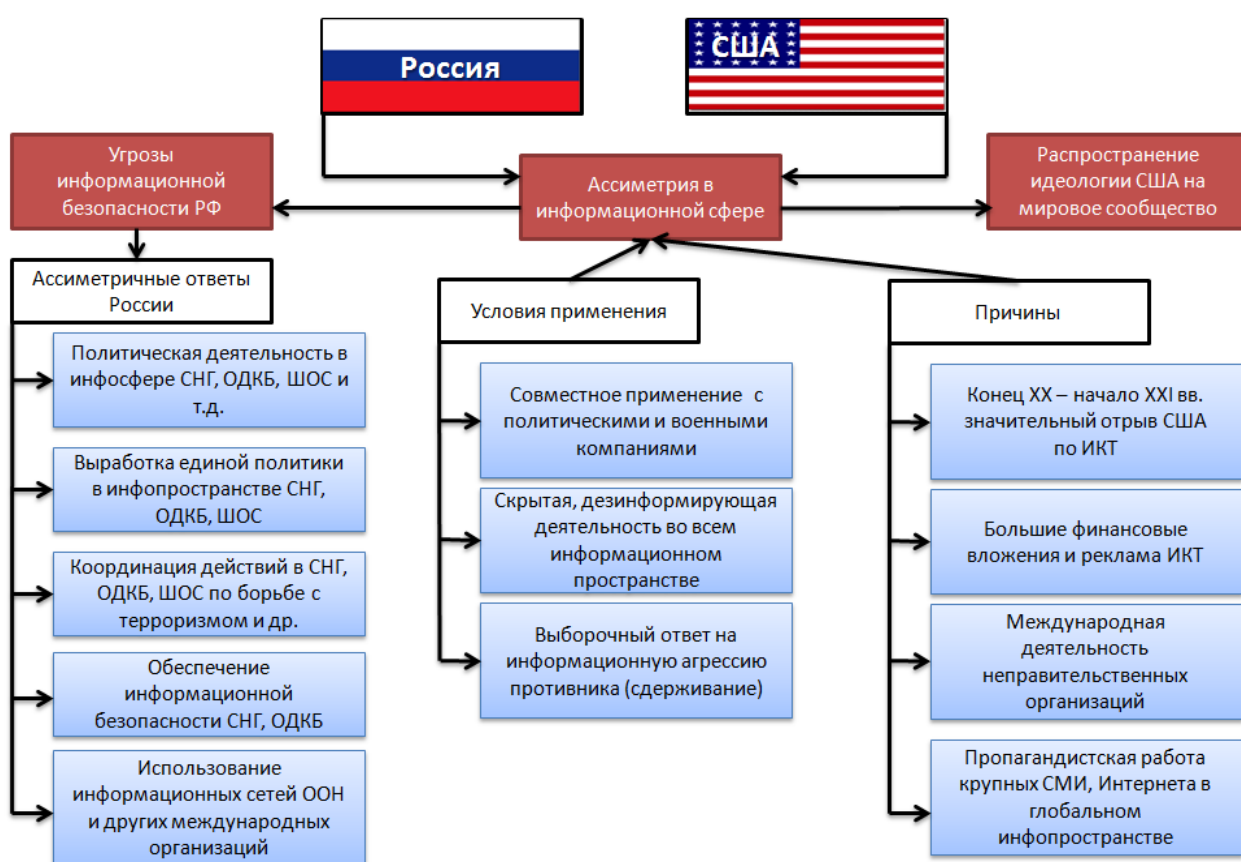 Россия
США
Угрозы
информационной
безопасности РФ
Ассиметрия в
информационной сфере
Распространение
идеологии США на
мировое сообщество
Ассиметричные ответы
России
Политическая деятельность в
инфосфере СНГ, ОДКБ, ШОС и
т.д.
Выработка единой политики
в инфопространстве СНГ,
ОДКБ, ШОС
Координация действий в СНГ,
ОДКБ, ШОС по борьбе с
терроризмом и др.
Обеспечение
информационной
безопасности СНГ, ОДКБ
Использование
информационных сетей ООН
и других международных
организаций
Условия применения
Совместное применение с
политическими и военными
компаниями
Скрытая, дезинформирующая
деятельность во всем
информационном
пространстве
Выборочный ответ на
информационную агрессию
противника (сдерживание)
Причины
Конец XX – начало XXI вв.
значительный отрыв США
по ИКТ
Большие финансовые
вложения и реклама ИКТ
Международная
деятельность
неправительственных
организаций
Пропагандистская работа
крупных СМИ, Интернета в
глобальном
инфопространстве